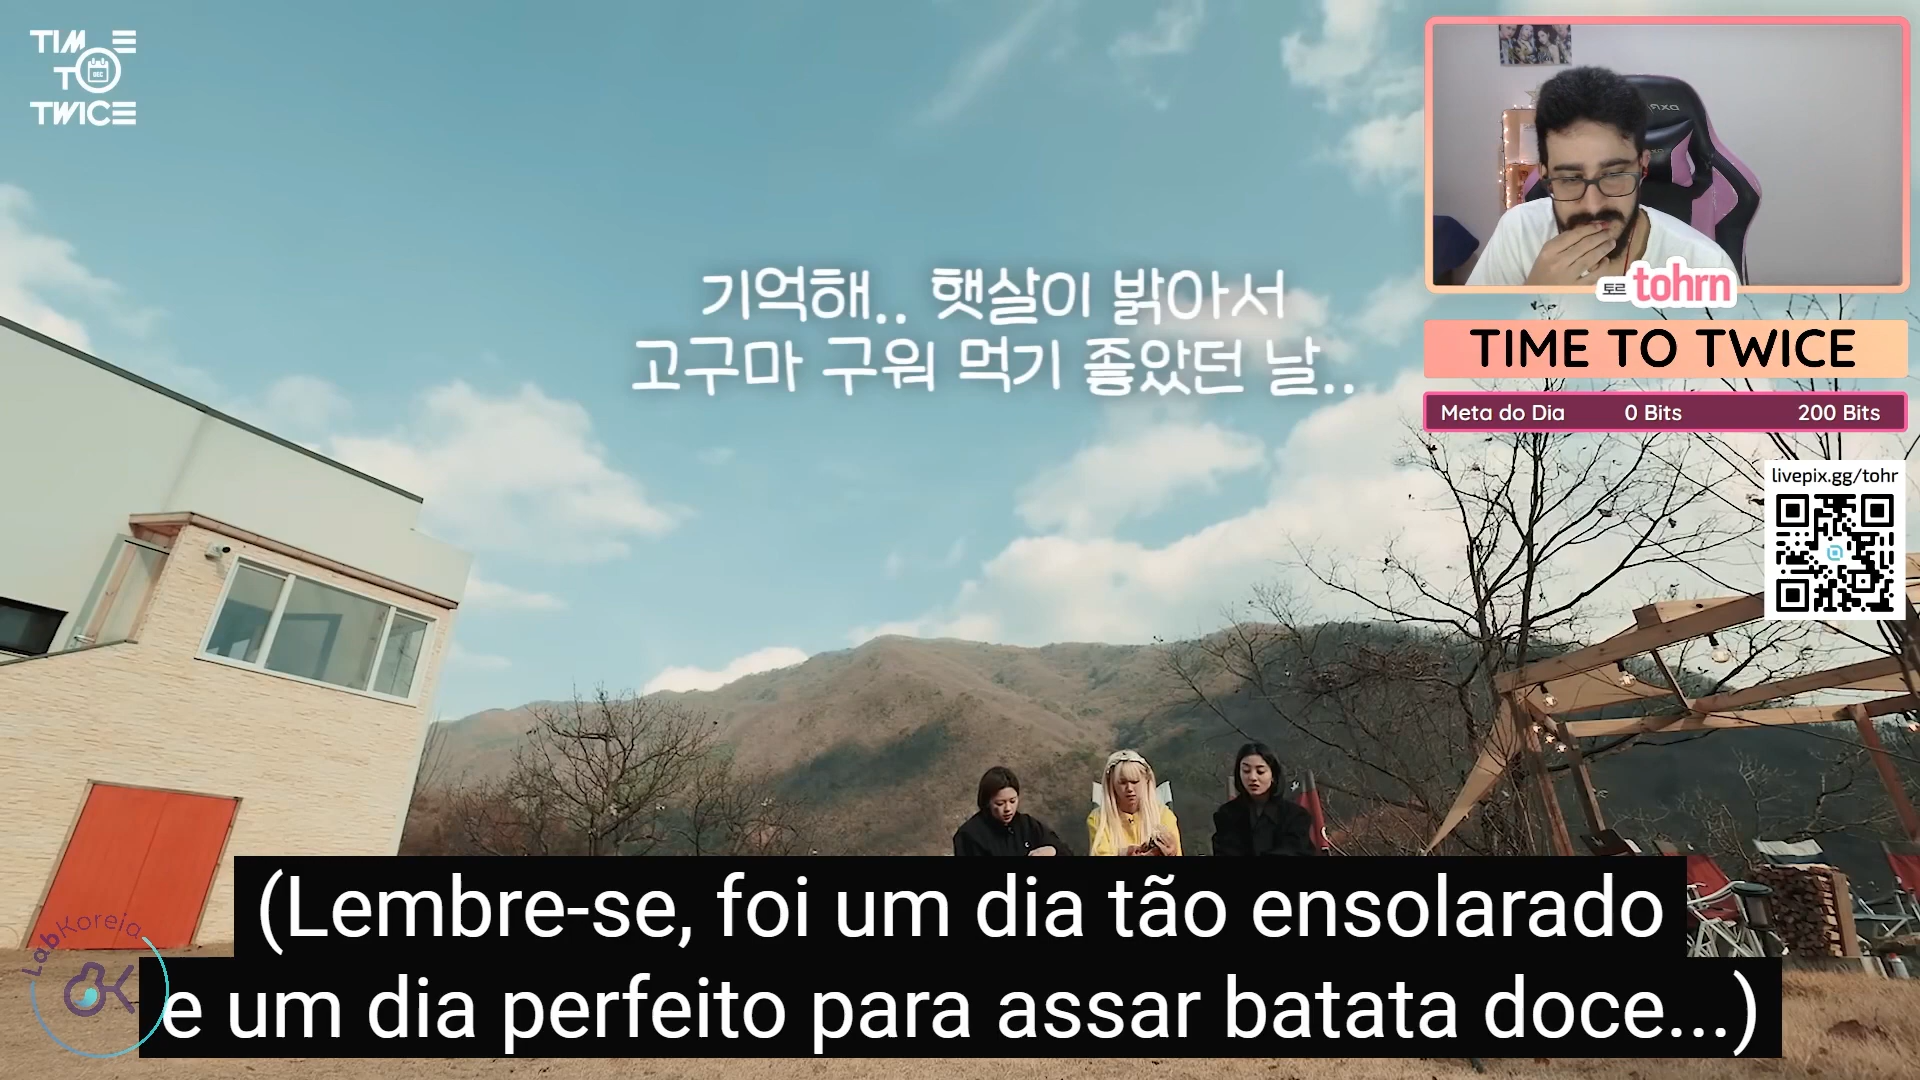 TIME
TO
DEC
TWICE
기억해.. 햇살이 밝아서
고구마 구워 먹기 좋았던 날..
토르 tohrn
TIME TO TWICE
Meta do Dia 0 Bits 200 Bits
livepix.gg/tohr
LabKoreia
(Lembre-se, foi um dia tão ensolarado
e um dia perfeito para assar batata doce...)